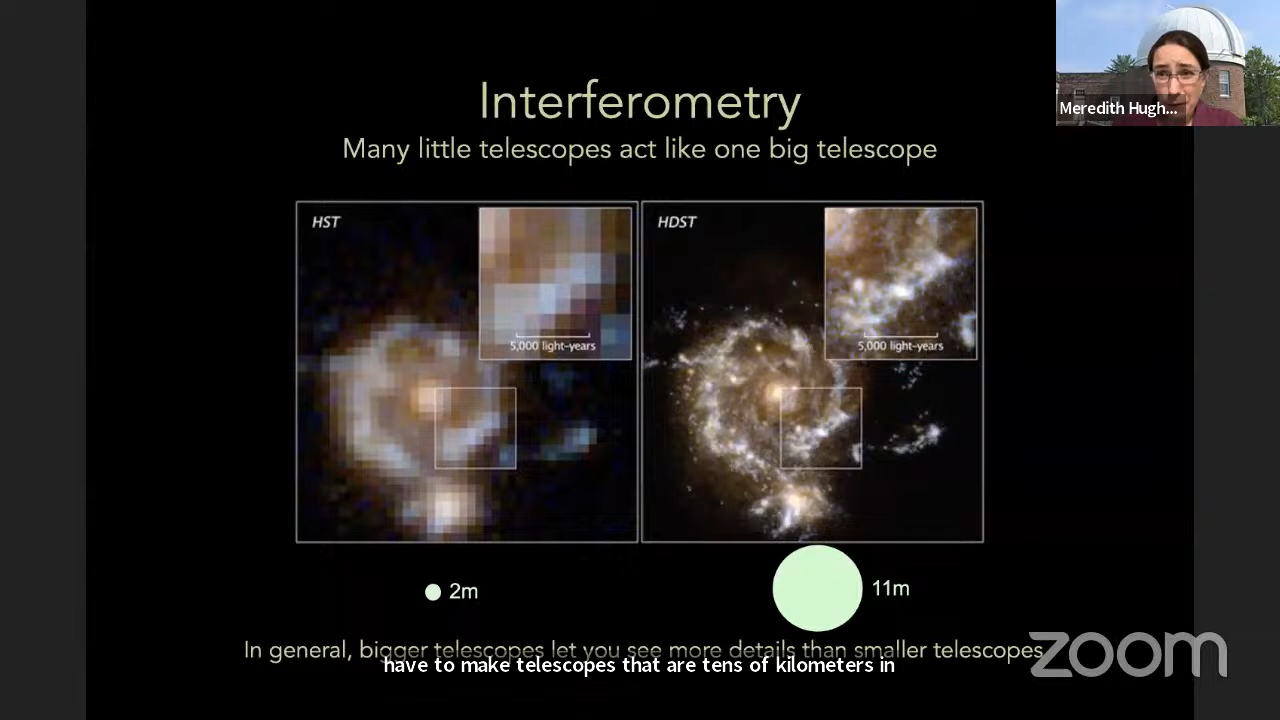 Meredith Hugh...
Interferometry
Many little telescopes act like one big telescope
HST
5,000 light-years
HDST
5,000 light-years
2m
11m
In general, bigger telescopes let you see more details than smaller telescopes
have to make telescopes that are tens of kilometers in
zoom